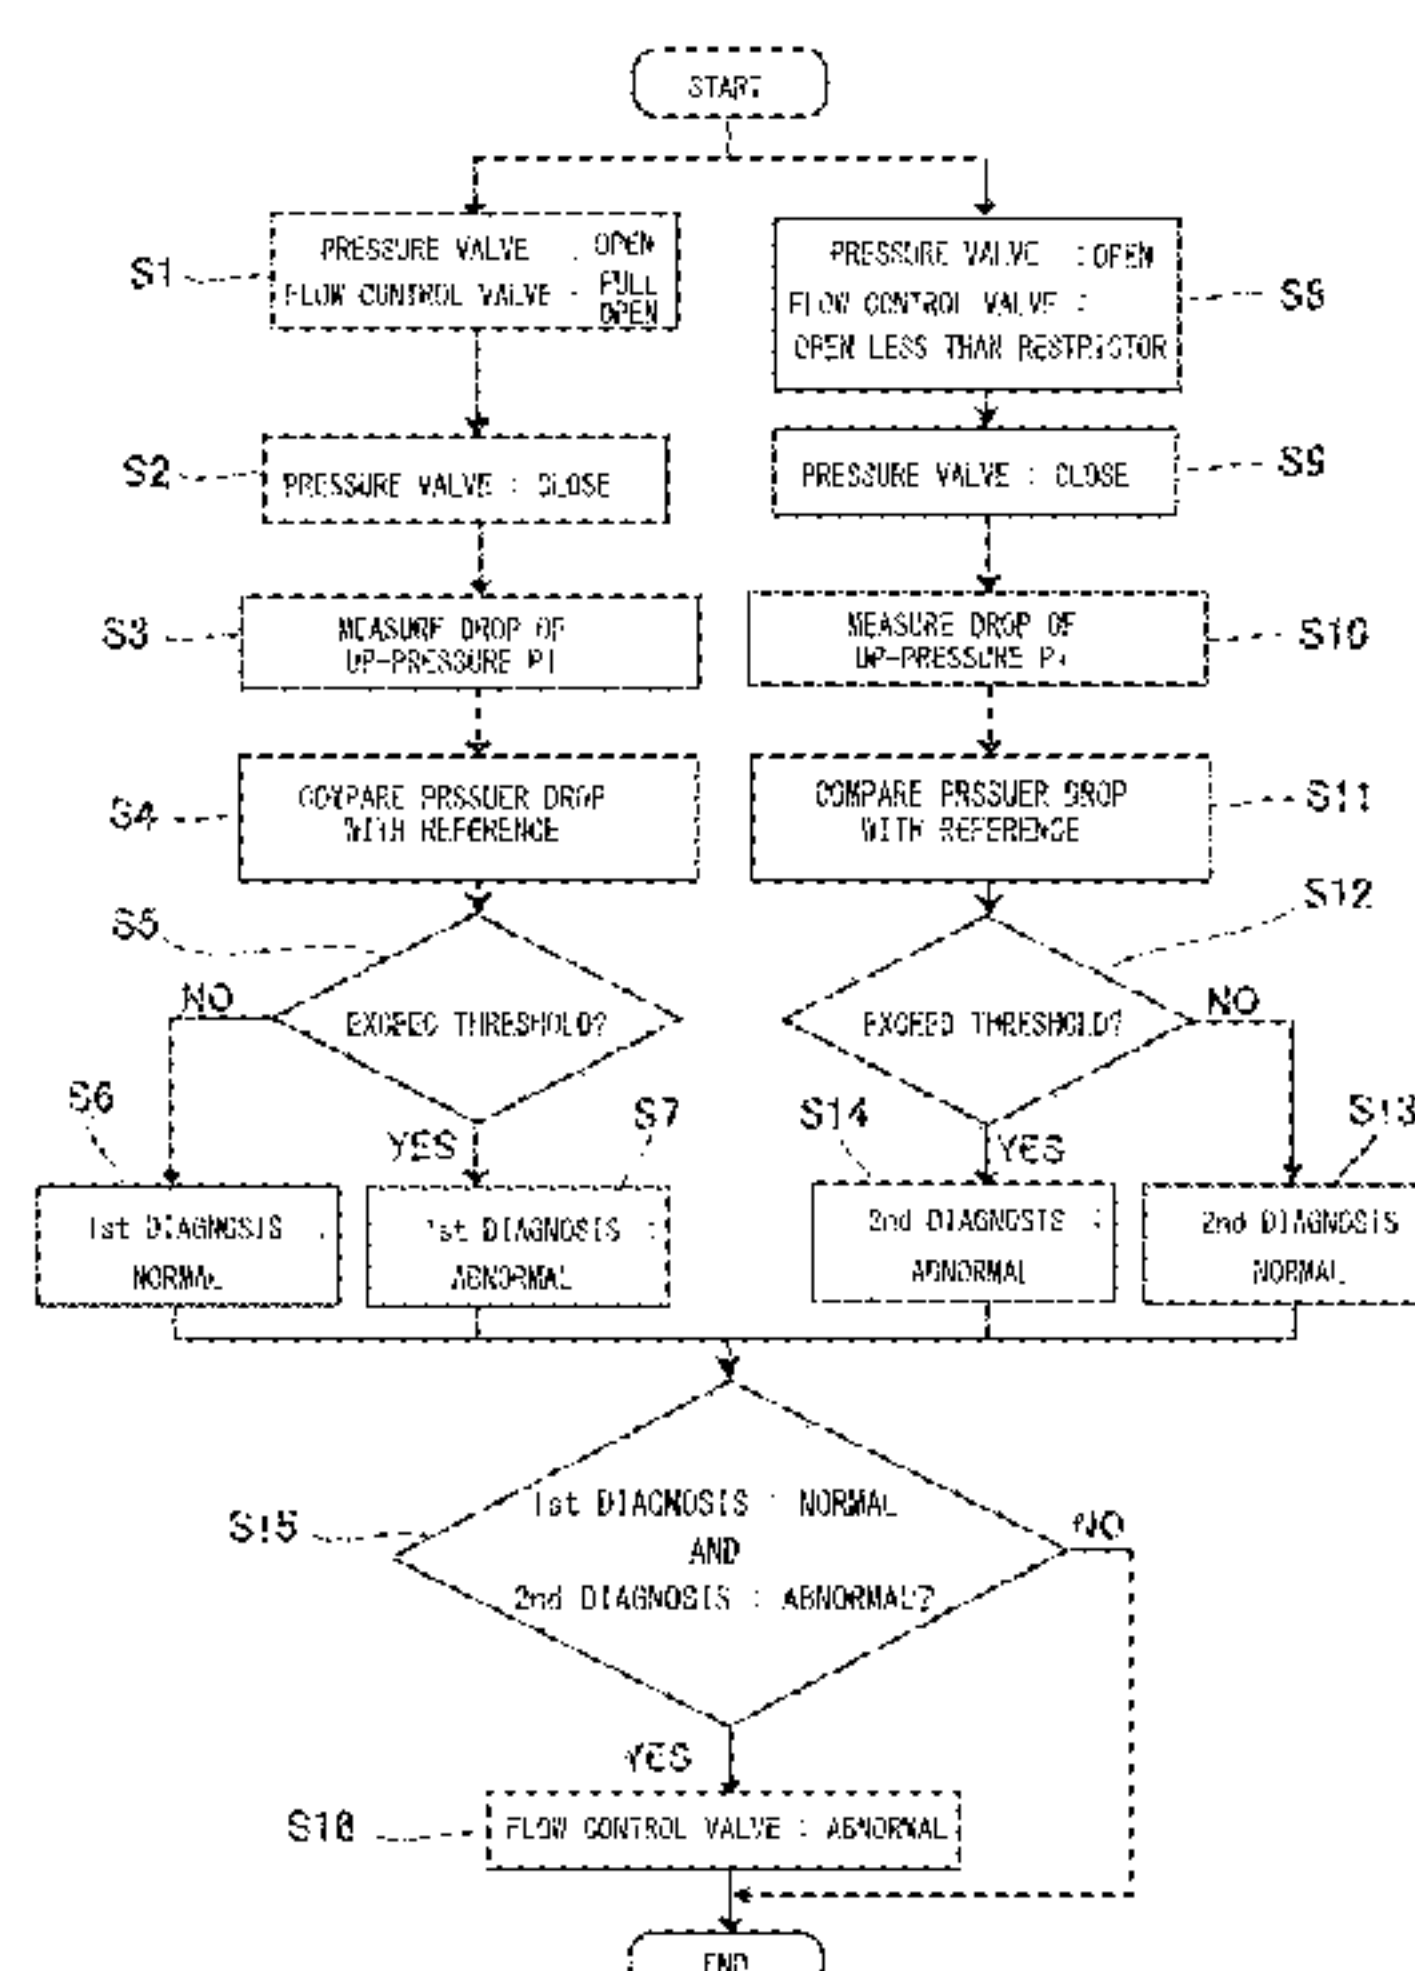 START
S1
PRESSURE VALVE : OPEN
FLOW CONTROL VALVE : FULL
OPEN
S8
PRESSURE VALVE : OPEN
FLOW CONTROL VALVE :
OPEN LESS THAN RESTRICTOR
S2
PRESSURE VALVE : CLOSE
S9
PRESSURE VALVE : CLOSE
S3
MEASURE DROP OF
UP-PRESSURE P1
S10
MEASURE DROP OF
UP-PRESSURE P1
S4
COMPARE PRSSUER DROP
WITH REFERENCE
S11
COMPARE PRSSUER DROP
WITH REFERENCE
S5
EXCEED THRESHOLD?
NO
YES
S12
EXCEED THRESHOLD?
NO
YES
S6
1st DIAGNOSIS :
NORMAL
S7
1st DIAGNOSIS :
ABNORMAL
S14
2nd DIAGNOSIS :
ABNORMAL
S13
2nd DIAGNOSIS
NORMAL
S15
1st DIAGNOSIS : NORMAL
AND
2nd DIAGNOSIS : ABNORMAL?
NO
YES
FLOW CONTROL VALVE : ABNORMAL
END